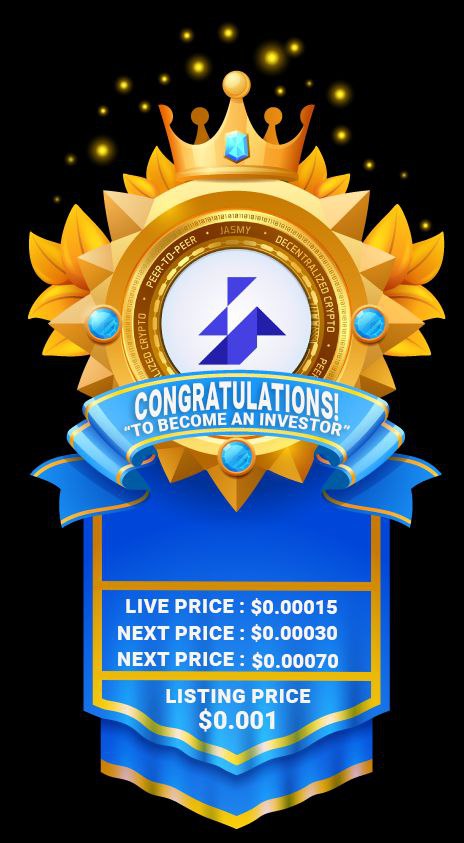 PEER-TO-PEER • JASMY • DECENTRALIZED CRYPTO
CONGRATULATIONS!
“TO BECOME AN INVESTOR”
LIVE PRICE : $0.00015
NEXT PRICE : $0.00030
NEXT PRICE : $0.00070
LISTING PRICE
$0.001